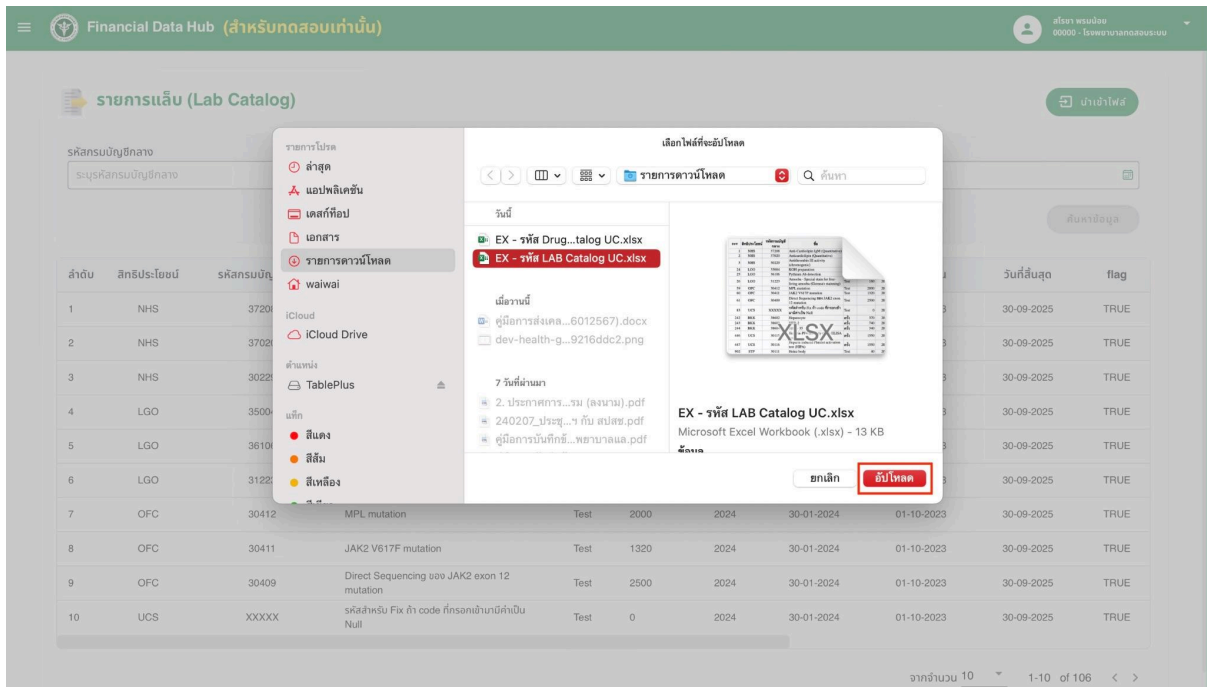 Financial Data Hub (สำหรับทดสอบเท่านั้น)
สโรชา พรมน้อย
00000 - โรงพยาบาลทดสอบระบบ
รายการแล็บ (Lab Catalog)
นำเข้าไฟล์
รหัสกรมบัญชีกลาง
ระบุรหัสกรมบัญชีกลาง
ค้นหาข้อมูล
เลือกไฟล์ที่จะอัปโหลด
รายการโปรด
ล่าสุด
แอปพลิเคชัน
เดสก์ท็อป
เอกสาร
รายการดาวน์โหลด
waiwai
iCloud
iCloud Drive
ตำแหน่ง
TablePlus
แท็ก
สีแดง
สีส้ม
สีเหลือง
รายการดาวน์โหลด
ค้นหา
วันนี้
EX - รหัส Drug...talog UC.xlsx
EX - รหัส LAB Catalog UC.xlsx
เมื่อวานนี้
คู่มือการส่งเคล...6012567).docx
dev-health-g...9216ddc2.png
7 วันที่ผ่านมา
2. ประกาศการ...รม (ลงนาม).pdf
240207_ประชุ...ฯ กับ สปสช.pdf
คู่มือการบันทึกข้...พยาบาลแล.pdf
XLSX
EX - รหัส LAB Catalog UC.xlsx
Microsoft Excel Workbook (.xlsx) - 13 KB
ข้อมูล
ยกเลิก
อัปโหลด
ลำดับ สิทธิประโยชน์ รหัสกรมบัญ วันที่สิ้นสุด flag
1 NHS 3720 30-09-2025 TRUE
2 NHS 3702 30-09-2025 TRUE
3 NHS 3022 30-09-2025 TRUE
4 LGO 3500 30-09-2025 TRUE
5 LGO 3610 30-09-2025 TRUE
6 LGO 3122 30-09-2025 TRUE
7 OFC 30412 MPL mutation Test 2000 2024 30-01-2024 01-10-2023 30-09-2025 TRUE
8 OFC 30411 JAK2 V617F mutation Test 1320 2024 30-01-2024 01-10-2023 30-09-2025 TRUE
9 OFC 30409 Direct Sequencing ของ JAK2 exon 12 mutation Test 2500 2024 30-01-2024 01-10-2023 30-09-2025 TRUE
10 UCS XXXXX รหัสสำหรับ Fix ถ้า code ที่กรอกเข้ามามีค่าเป็น Null Test 0 2024 30-01-2024 01-10-2023 30-09-2025 TRUE
จากจำนวน 10 1-10 of 106